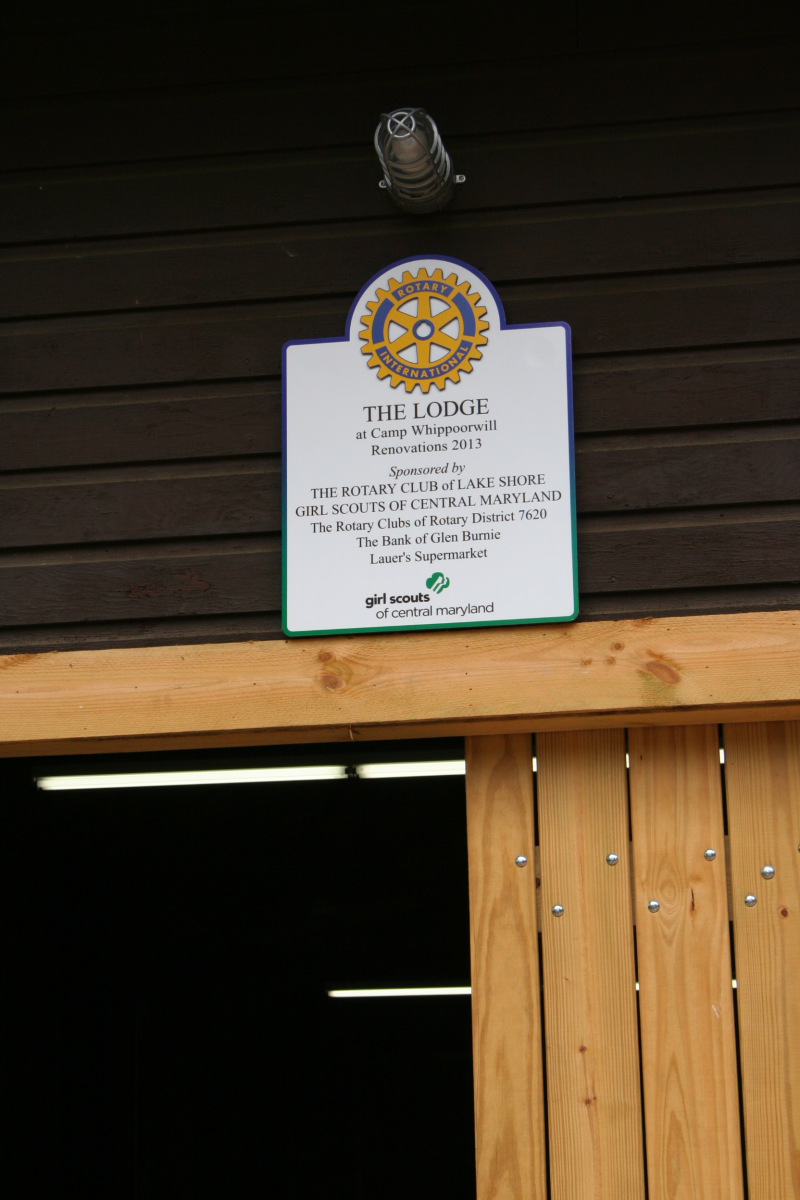 ROTARY
INTERNATIONAL
THE LODGE
at Camp Whippoorwill
Renovations 2013
Sponsored by
THE ROTARY CLUB of LAKE SHORE
GIRL SCOUTS OF CENTRAL MARYLAND
The Rotary Clubs of Rotary District 7620
The Bank of Glen Burnie
Lauer's Supermarket
girl scouts
of central maryland